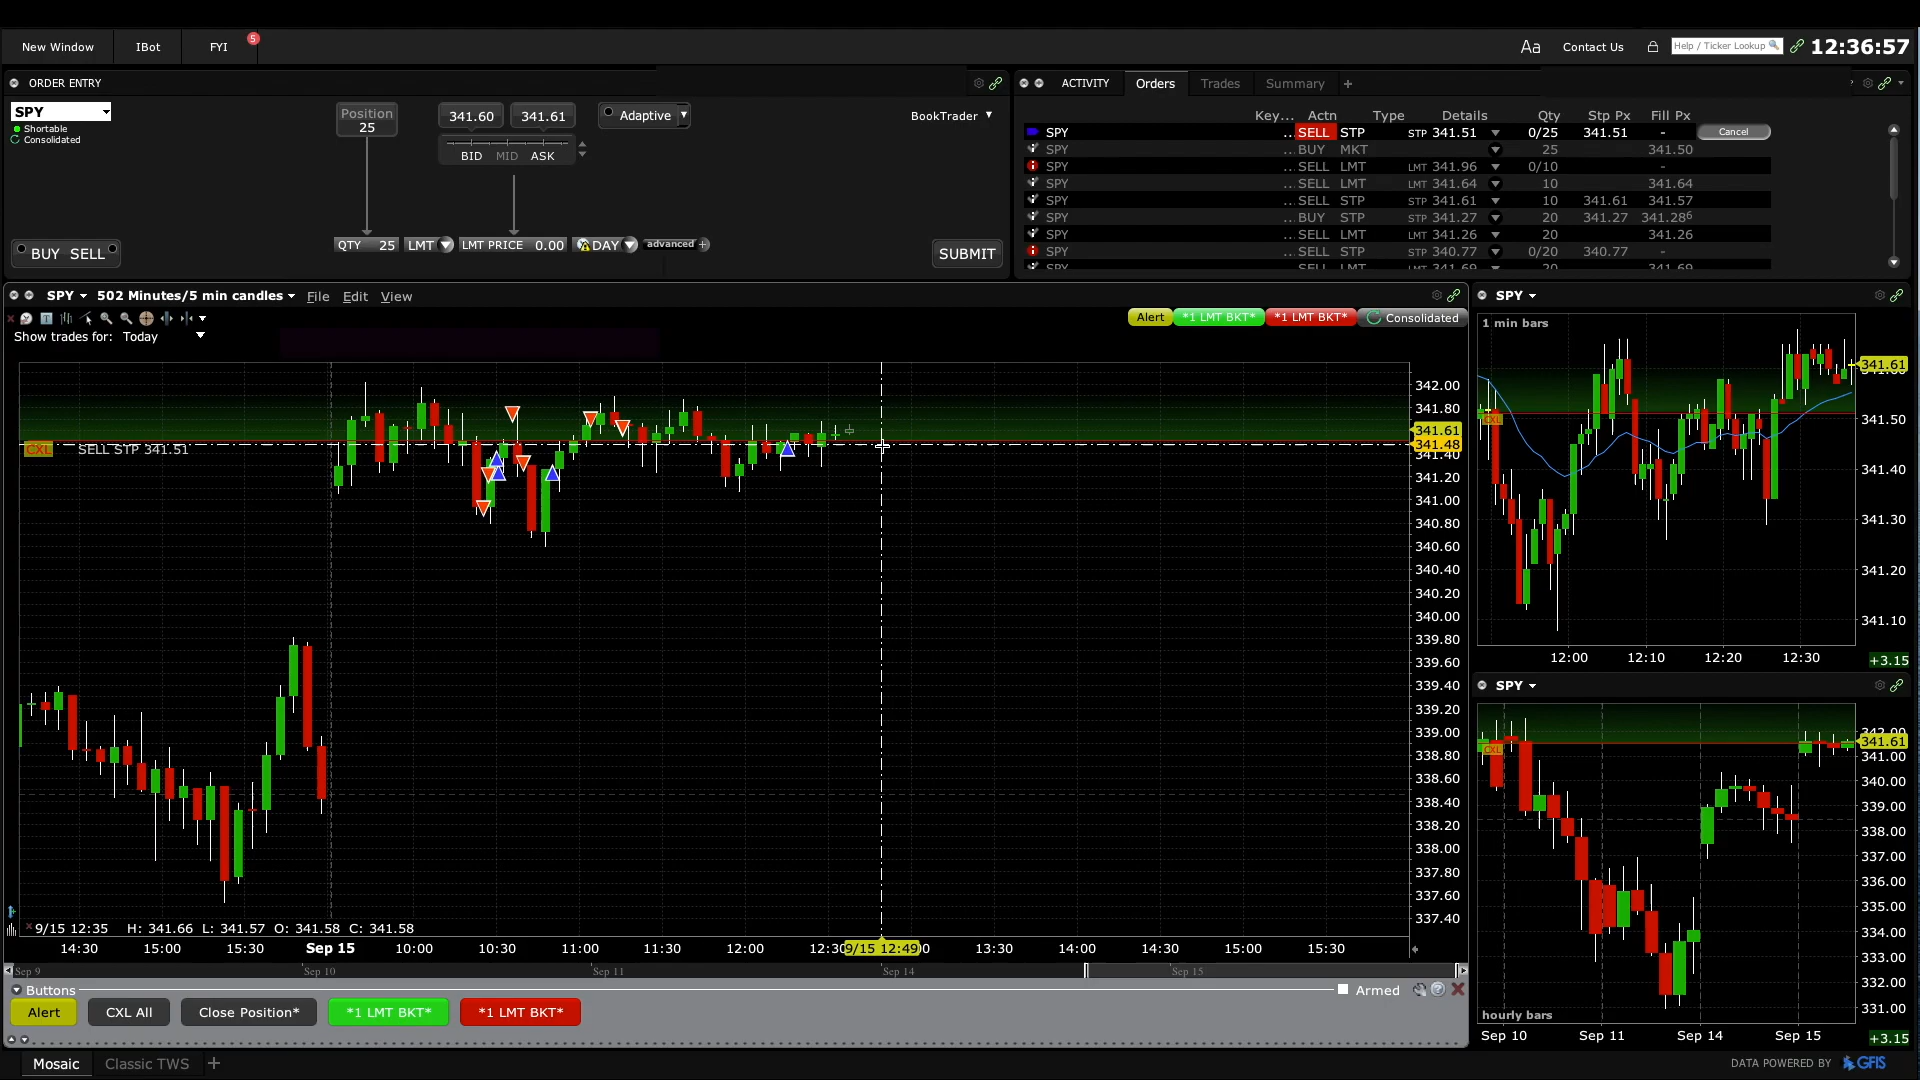 New Window IBot FYI 5 Aa Contact Us Help / Ticker Lookup 12:36:57
ORDER ENTRY
SPY
Shortable
Consolidated
Position
25
341.60 341.61
BID MID ASK
Adaptive
BookTrader
BUY SELL
QTY 25 LMT LMT PRICE 0.00 DAY advanced +
SUBMIT
ACTIVITY Orders Trades Summary +
Key... Actn Type Details Qty Stp Px Fill Px
SPY ... SELL STP STP 341.51 0/25 341.51 - Cancel
SPY ... BUY MKT 25 341.50
SPY ... SELL LMT LMT 341.96 0/10 -
SPY ... SELL LMT LMT 341.64 10 341.64
SPY ... SELL STP STP 341.61 10 341.61 341.57
SPY ... BUY STP STP 341.27 20 341.27 341.286
SPY ... SELL LMT LMT 341.26 20 341.26
SPY ... SELL STP STP 340.77 0/20 340.77 -
SPY ... SELL LMT LMT 341.69 20 341.69
SPY 502 Minutes/5 min candles File Edit View
Alert *1 LMT BKT* *1 LMT BKT* Consolidated
Show trades for: Today
CXL SELL STP 341.51
342.00
341.80
341.61
341.48
341.40
341.20
341.00
340.80
340.60
340.40
340.20
340.00
339.80
339.60
339.40
339.20
339.00
338.80
338.60
338.40
338.20
338.00
337.80
337.60
337.40
9/15 12:35 H: 341.66 L: 341.57 O: 341.58 C: 341.58
14:30 15:00 15:30 Sep 15 10:00 10:30 11:00 11:30 12:00 12:30 9/15 12:49 13:30 14:00 14:30 15:00 15:30
Sep 9 Sep 10 Sep 11 Sep 14 Sep 15
Buttons Armed
Alert CXL All Close Position* *1 LMT BKT* *1 LMT BKT*
SPY
1 min bars
CXL
341.61
341.50
341.40
341.30
341.20
341.10
12:00 12:10 12:20 12:30 +3.15
SPY
CXL
342.00
341.61
341.00
340.00
339.00
338.00
337.00
336.00
335.00
334.00
333.00
332.00
331.00
hourly bars
Sep 10 Sep 11 Sep 14 Sep 15 +3.15
Mosaic Classic TWS +
DATA POWERED BY GFIS